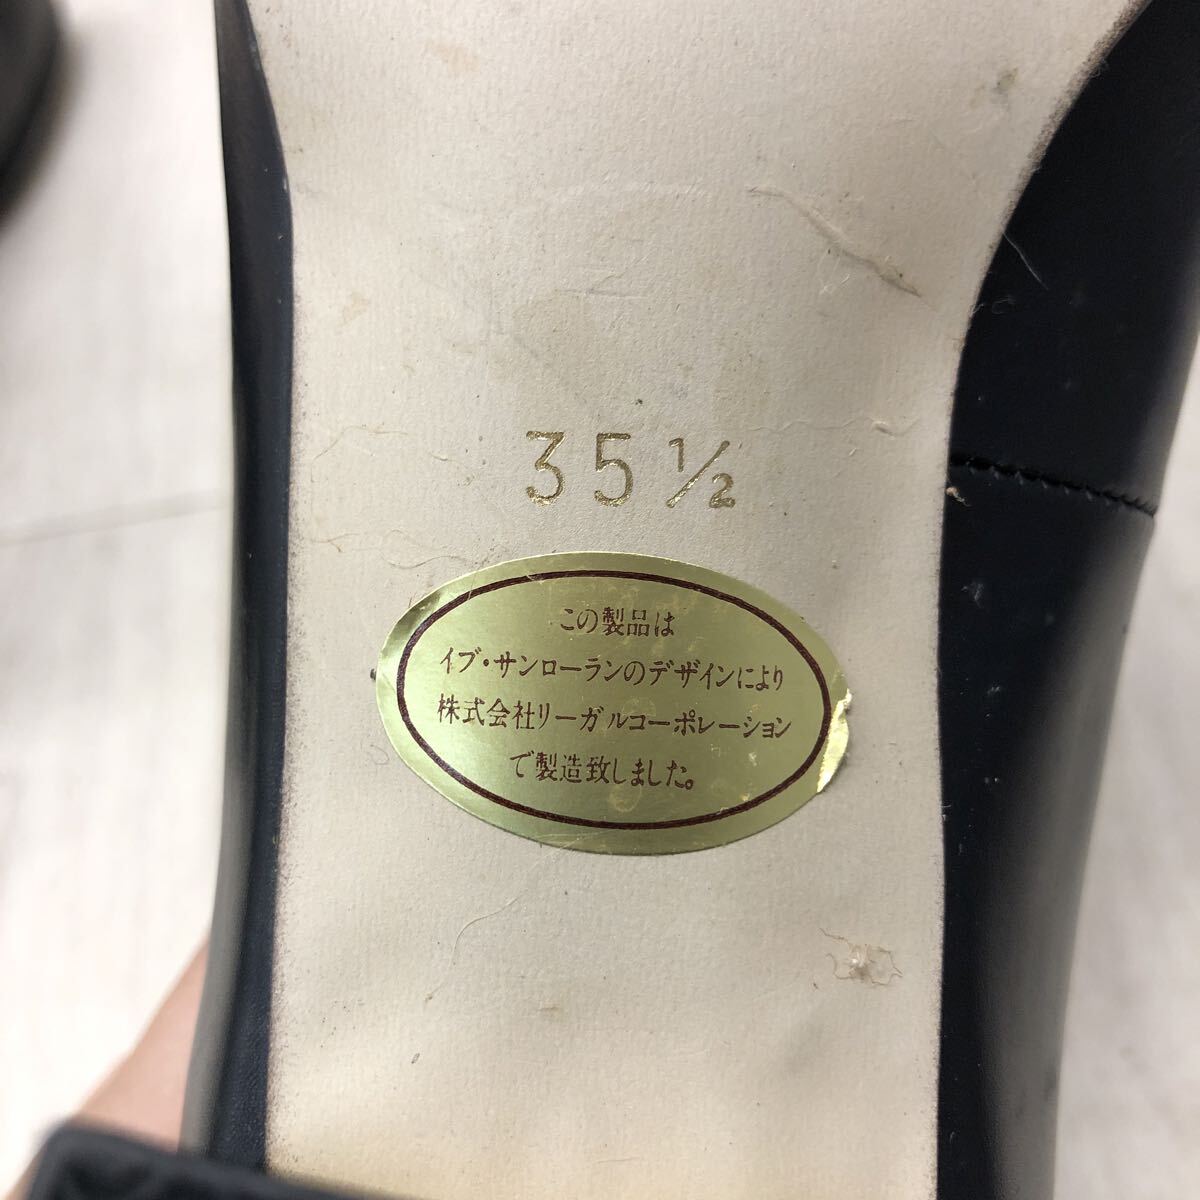 35 ½
この製品は
イブ・サンローランのデザインにより
株式会社リーガルコーポレーション
で製造致しました。